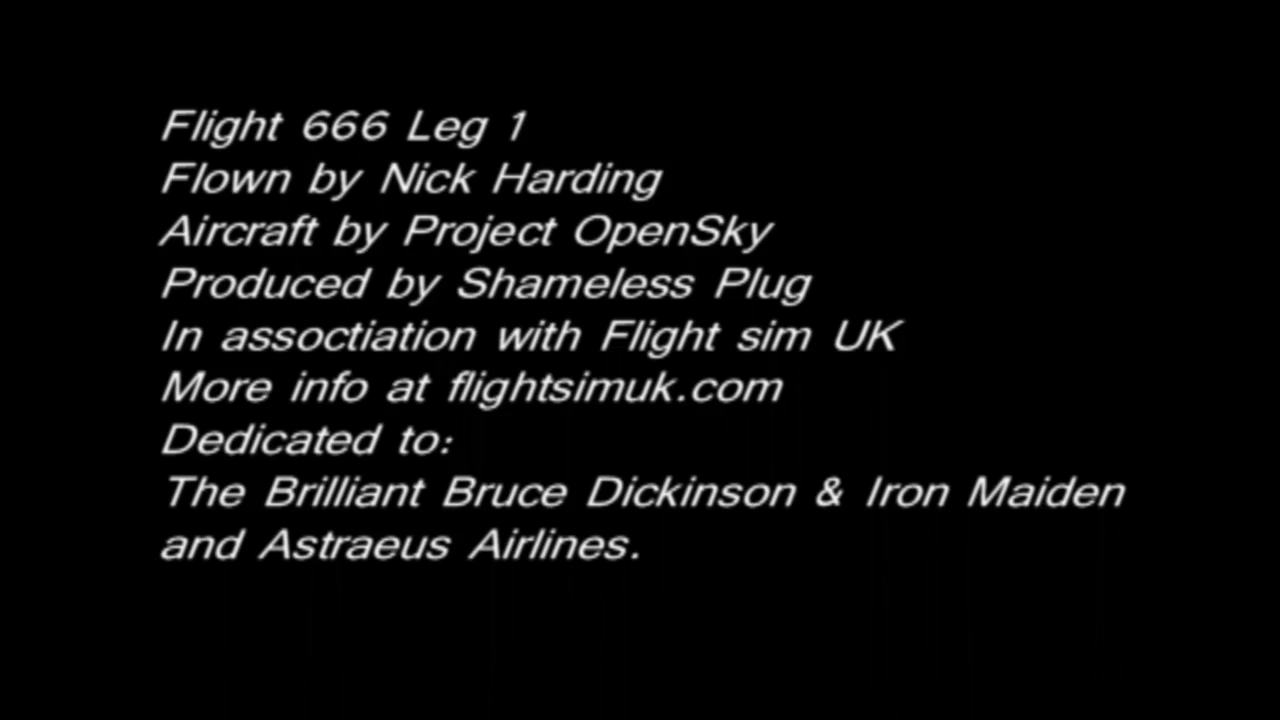 Flight 666 Leg 1
Flown by Nick Harding
Aircraft by Project OpenSky
Produced by Shameless Plug
In assoctiation with Flight sim UK
More info at flightsimuk.com
Dedicated to:
The Brilliant Bruce Dickinson & Iron Maiden
and Astraeus Airlines.